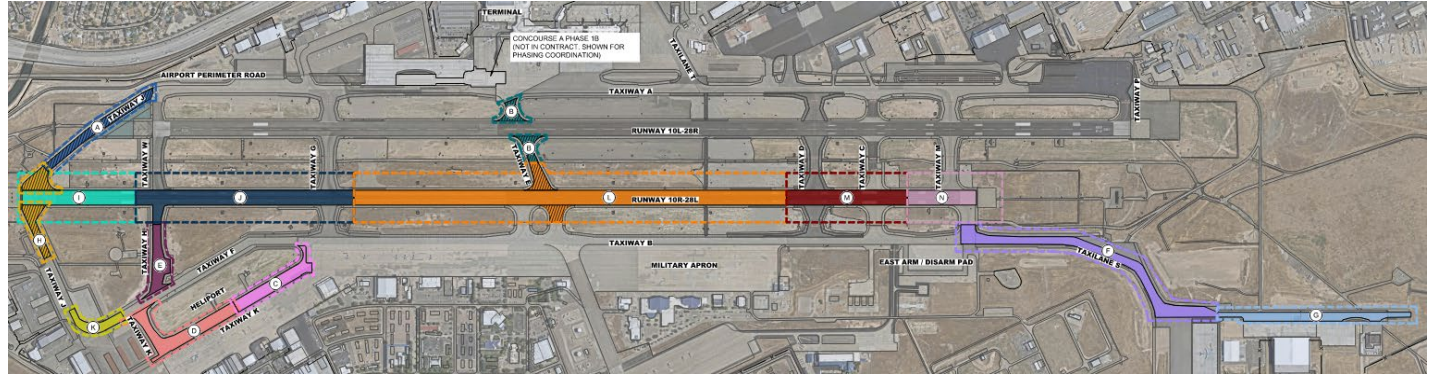 TERMINAL
CONCOURSE A PHASE 1B
(NOT IN CONTRACT. SHOWN FOR
PHASING COORDINATION)
TAXILANE T
AIRPORT PERIMETER ROAD
TAXIWAY A
TAXIWAY P
TAXIWAY J
A
B
RUNWAY 10L-28R
TAXIWAY W
TAXIWAY G
B
TAXIWAY E
TAXIWAY D
TAXIWAY C
TAXIWAY M
I
J
L
RUNWAY 10R-28L
M
N
H
TAXIWAY H
E
TAXIWAY F
TAXIWAY B
MILITARY APRON
EAST ARM / DISARM PAD
F
TAXILANE S
TAXIWAY J
HELIPORT
C
K
D
TAXIWAY K
TAXIWAY K
G